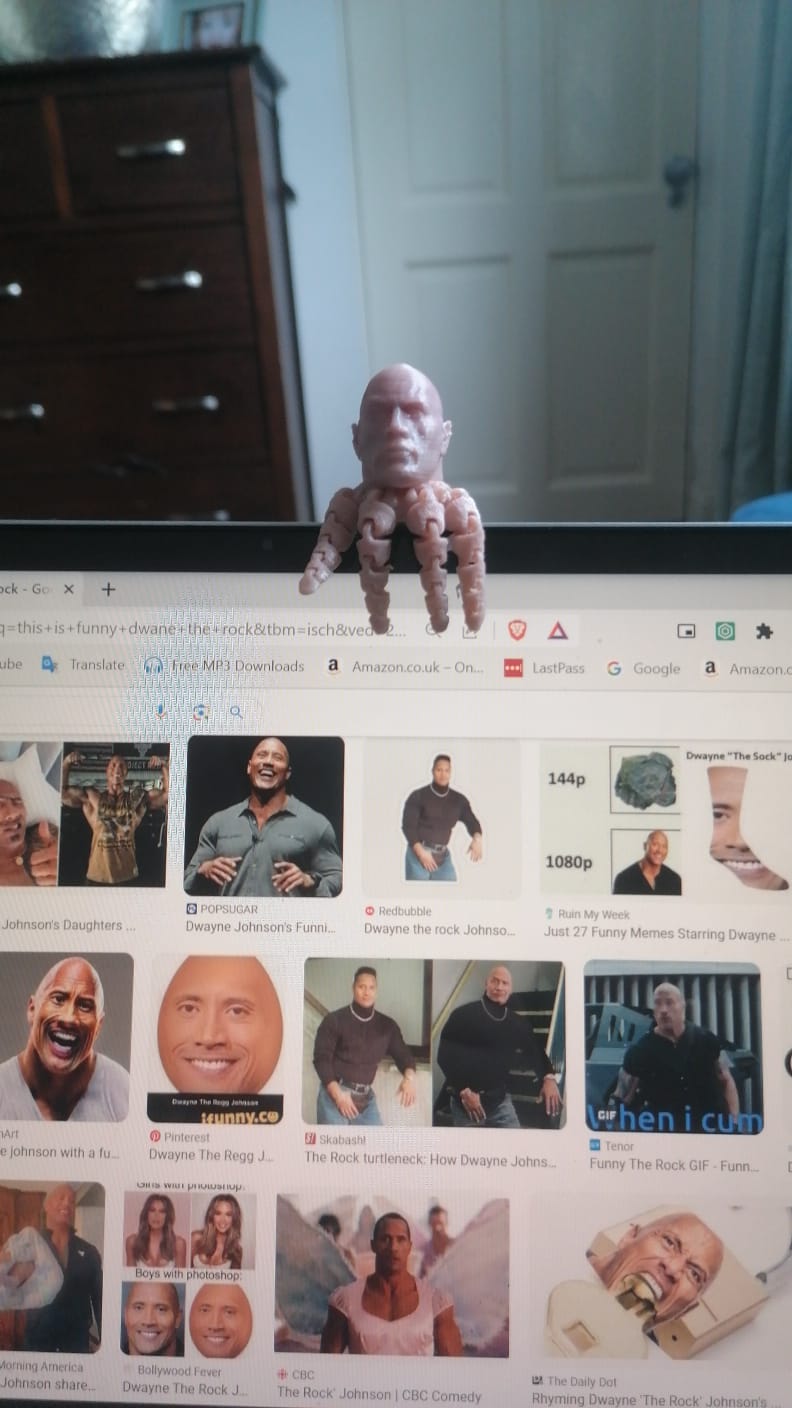 ock - Go
q=this+is+funny+dwane+the+rock&tbm=isch&ved 2...
ube Translate Free MP3 Downloads Amazon.co.uk – On... LastPass Google Amazon.c
144p
1080p
Dwayne "The Sock" Jo
Johnson's Daughters ...
POPSUGAR
Dwayne Johnson's Funni...
Redbubble
Dwayne the rock Johnso...
Ruin My Week
Just 27 Funny Memes Starring Dwayne ...
Dwayne The Regg Johnson
ifunny.co
GIF
When i cum
Art
e johnson with a fu...
Pinterest
Dwayne The Regg J...
Skabash!
The Rock turtleneck: How Dwayne Johns...
Tenor
Funny The Rock GIF - Funn...
Girls with photoshop:
Boys with photoshop:
Morning America
Johnson share...
Bollywood Fever
Dwayne The Rock J...
CBC
The Rock' Johnson | CBC Comedy
The Daily Dot
Rhyming Dwayne 'The Rock' Johnson's ...